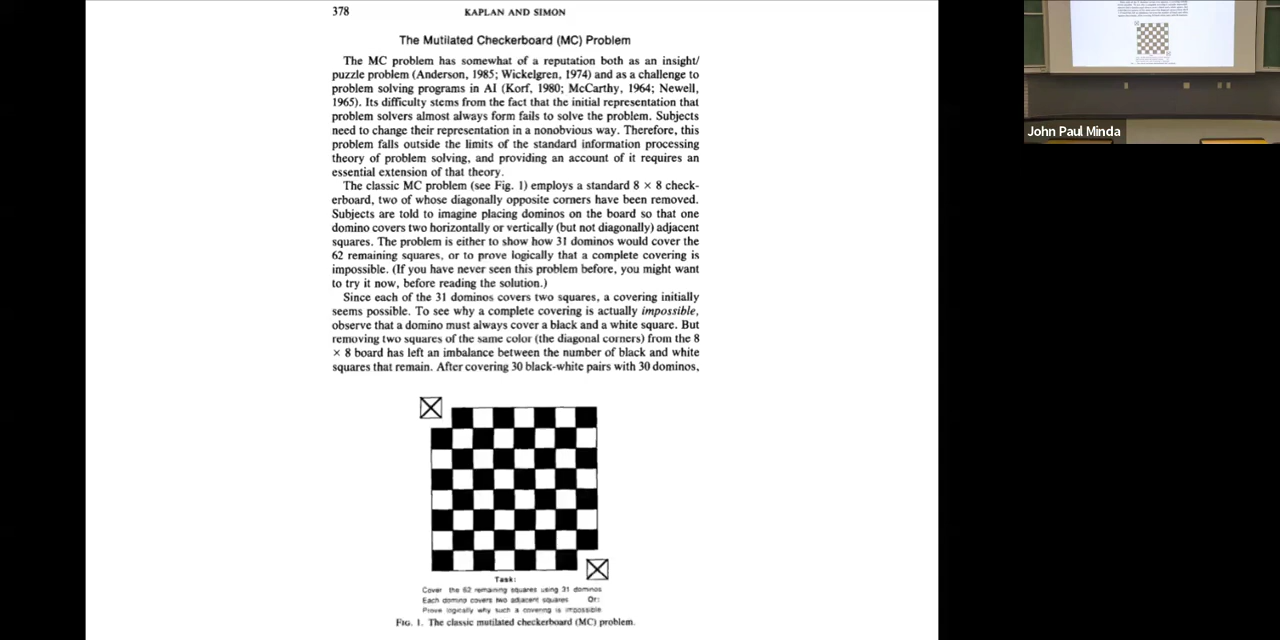 378
KAPLAN AND SIMON
The Mutilated Checkerboard (MC) Problem
The MC problem has somewhat of a reputation both as an insight/
puzzle problem (Anderson, 1985; Wickelgren, 1974) and as a challenge to
problem solving programs in AI (Korf, 1980; McCarthy, 1964; Newell,
1965). Its difficulty stems from the fact that the initial representation that
problem solvers almost always form fails to solve the problem. Subjects
need to change their representation in a nonobvious way. Therefore, this
problem falls outside the limits of the standard information processing
theory of problem solving, and providing an account of it requires an
essential extension of that theory.
The classic MC problem (see Fig. 1) employs a standard 8 × 8 check-
erboard, two of whose diagonally opposite corners have been removed.
Subjects are told to imagine placing dominos on the board so that one
domino covers two horizontally or vertically (but not diagonally) adjacent
squares. The problem is either to show how 31 dominos would cover the
62 remaining squares, or to prove logically that a complete covering is
impossible. (If you have never seen this problem before, you might want
to try it now, before reading the solution.)
Since each of the 31 dominos covers two squares, a covering initially
seems possible. To see why a complete covering is actually impossible,
observe that a domino must always cover a black and a white square. But
removing two squares of the same color (the diagonal corners) from the 8
× 8 board has left an imbalance between the number of black and white
squares that remain. After covering 30 black-white pairs with 30 dominos,
Task:
Cover the 62 remaining squares using 31 dominos
Each domino covers two adjacent squares Or:
Prove logically why such a covering is impossible
FIG. 1. The classic mutilated checkerboard (MC) problem.
John Paul Minda